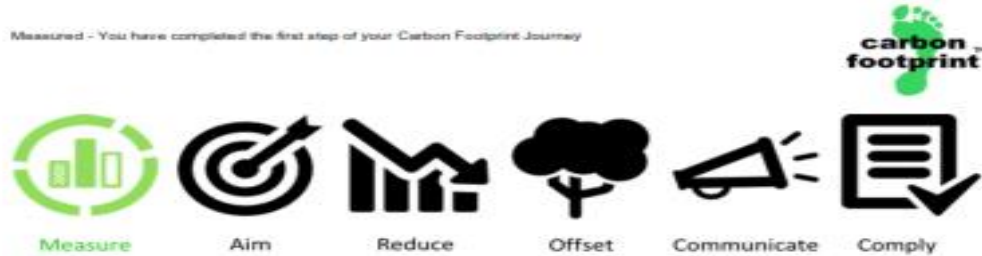 Measured - You have completed the first step of your Carbon Footprint Journey
carbon
footprint
Measure
Aim
Reduce
Offset
Communicate
Comply